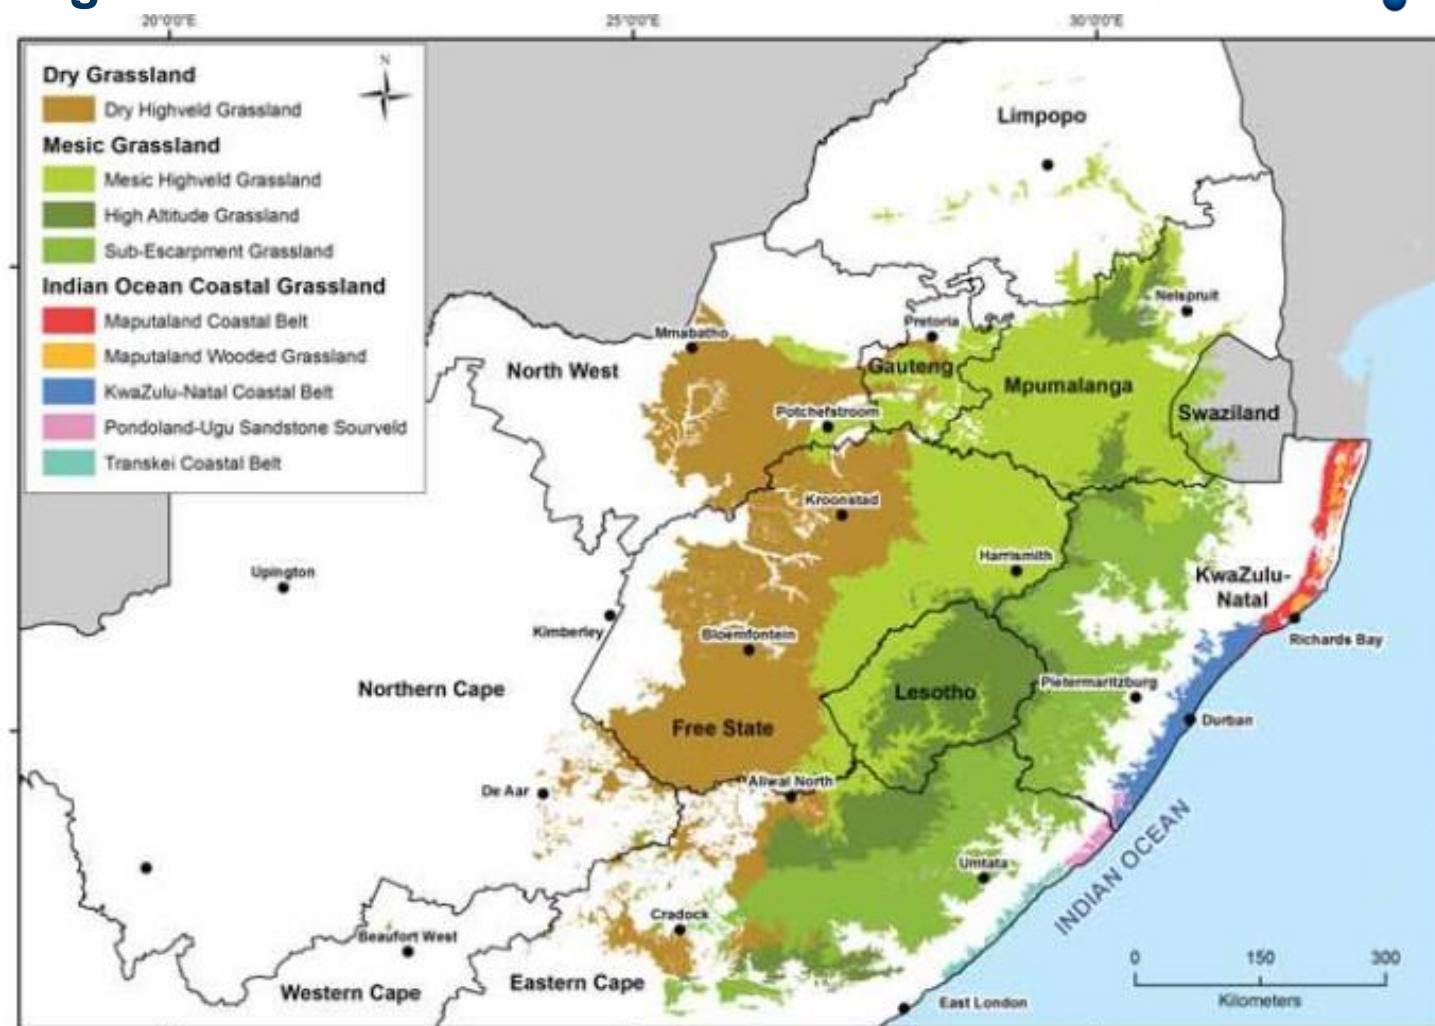 20°0'0"E
25°0'0"E
30°0'0"E
Dry Grassland
Dry Highveld Grassland
Mesic Grassland
Mesic Highveld Grassland
High Altitude Grassland
Sub-Escarpment Grassland
Indian Ocean Coastal Grassland
Maputaland Coastal Belt
Maputaland Wooded Grassland
KwaZulu-Natal Coastal Belt
Pondoland-Ugu Sandstone Sourveld
Transkei Coastal Belt
N
Limpopo
Nelspruit
Pretoria
Mmabatho
North West
Gauteng
Mpumalanga
Potchefstroom
Swaziland
Kroonstad
Harrismith
Upington
KwaZulu-
Natal
Kimberley
Bloemfontein
Richards Bay
Northern Cape
Lesotho
Pietermaritzburg
Durban
Free State
De Aar
Aliwal North
INDIAN OCEAN
Umtata
Cradock
Beaufort West
Western Cape
Eastern Cape
East London
0 150 300
Kilometers